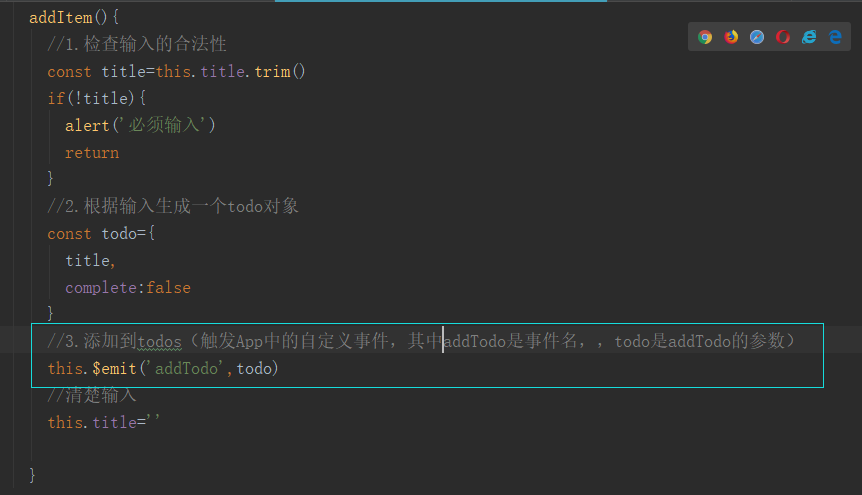 addItem(){
//1.检查输入的合法性
const title=this.title.trim()
if(!title){
alert('必须输入')
return
}
//2.根据输入生成一个todo对象
const todo={
title,
complete:false
}
//3.添加到todos（触发App中的自定义事件，其中addTodo是事件名，，todo是addTodo的参数）
this.$emit('addTodo',todo)
//清楚输入
this.title=''
}